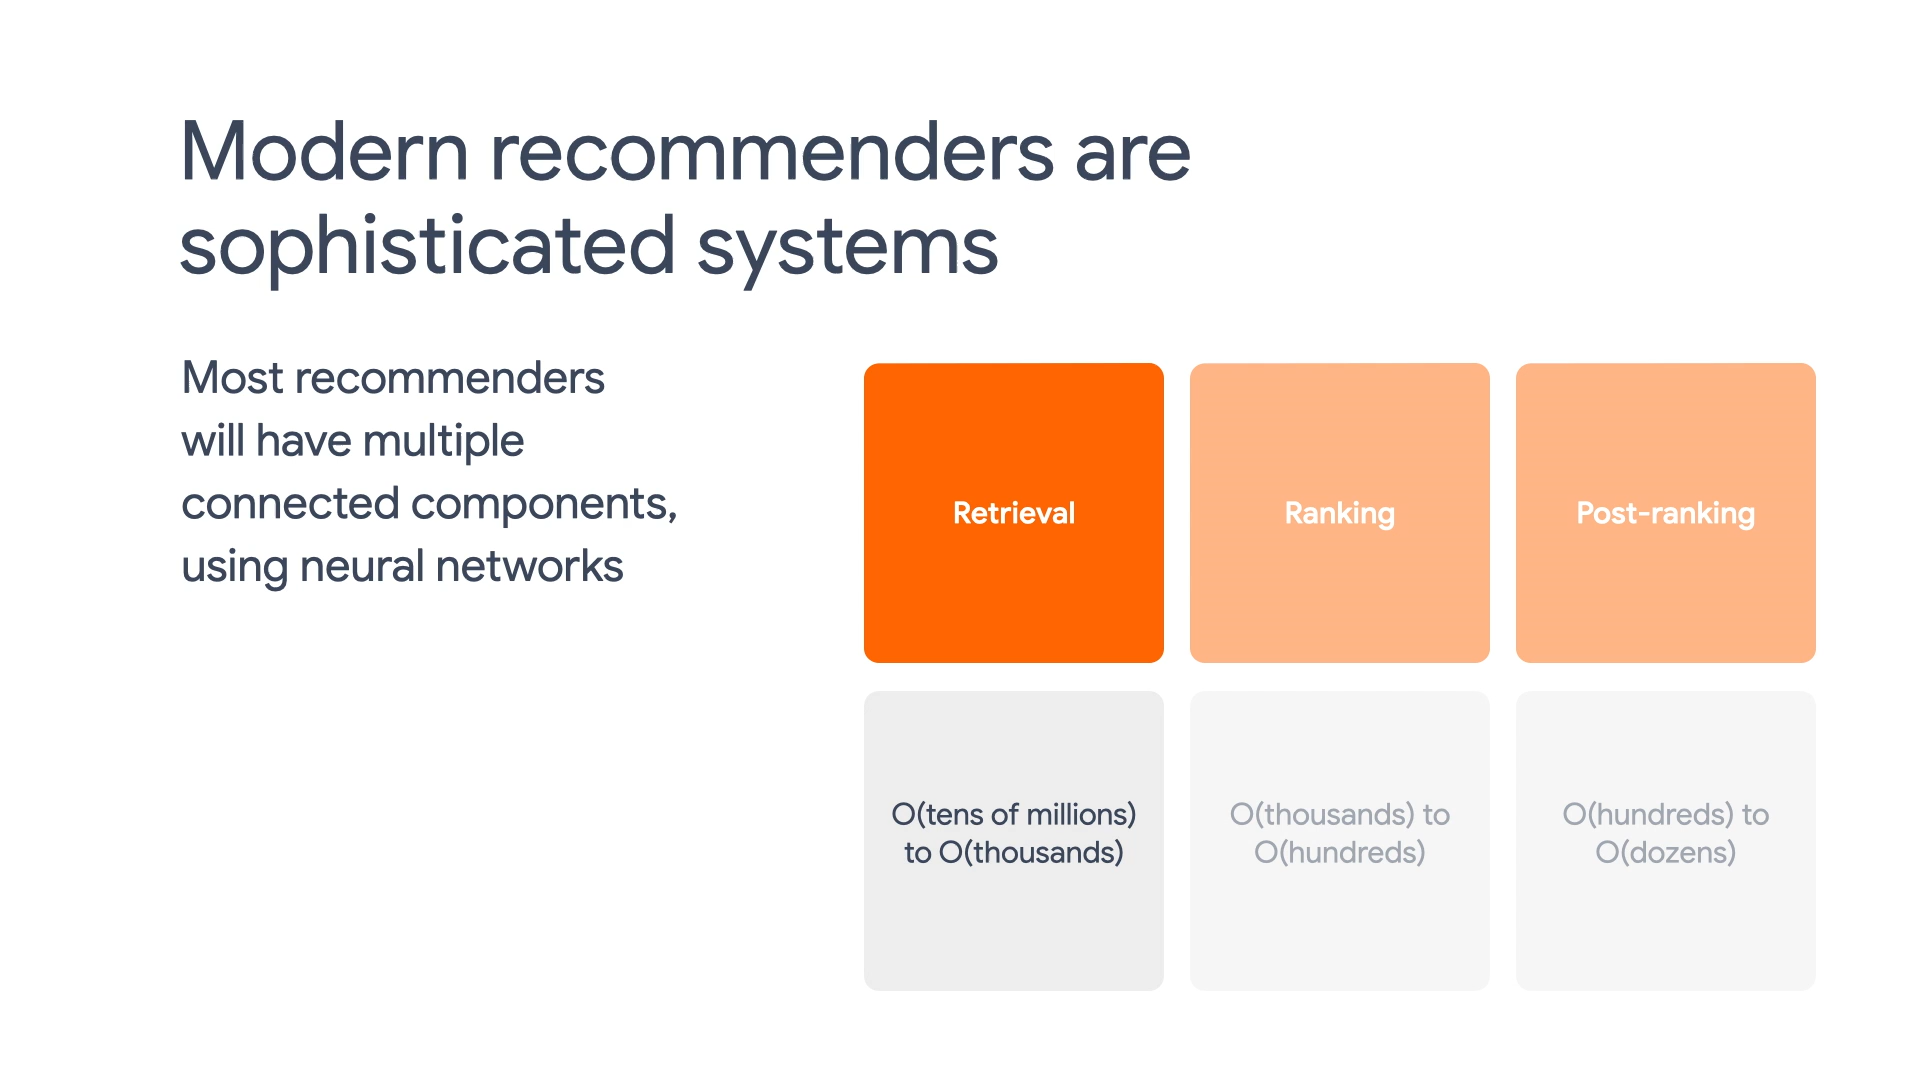 Modern recommenders are
sophisticated systems
Most recommenders
will have multiple
connected components,
using neural networks
Retrieval
Ranking
Post-ranking
O(tens of millions)
to O(thousands)
O(thousands) to
O(hundreds)
O(hundreds) to
O(dozens)